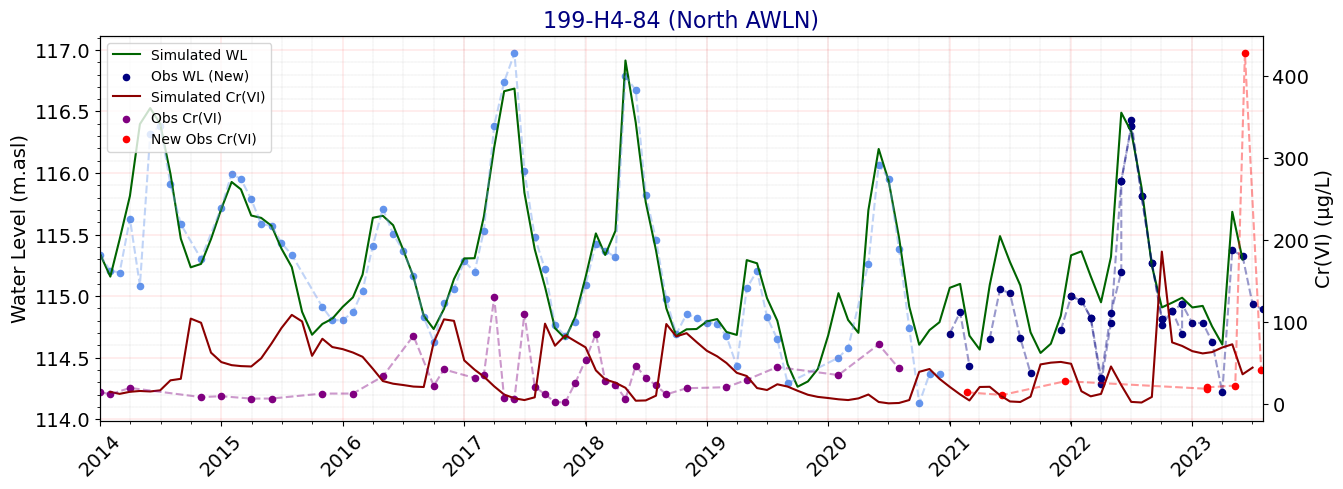 199-H4-84 (North AWLN)
Simulated WL
Obs WL (New)
Simulated Cr(VI)
Obs Cr(VI)
New Obs Cr(VI)
Water Level (m.asl)
117.0
116.5
116.0
115.5
115.0
114.5
114.0
Cr(VI) (μg/L)
400
300
200
100
0
2014
2015
2016
2017
2018
2019
2020
2021
2022
2023